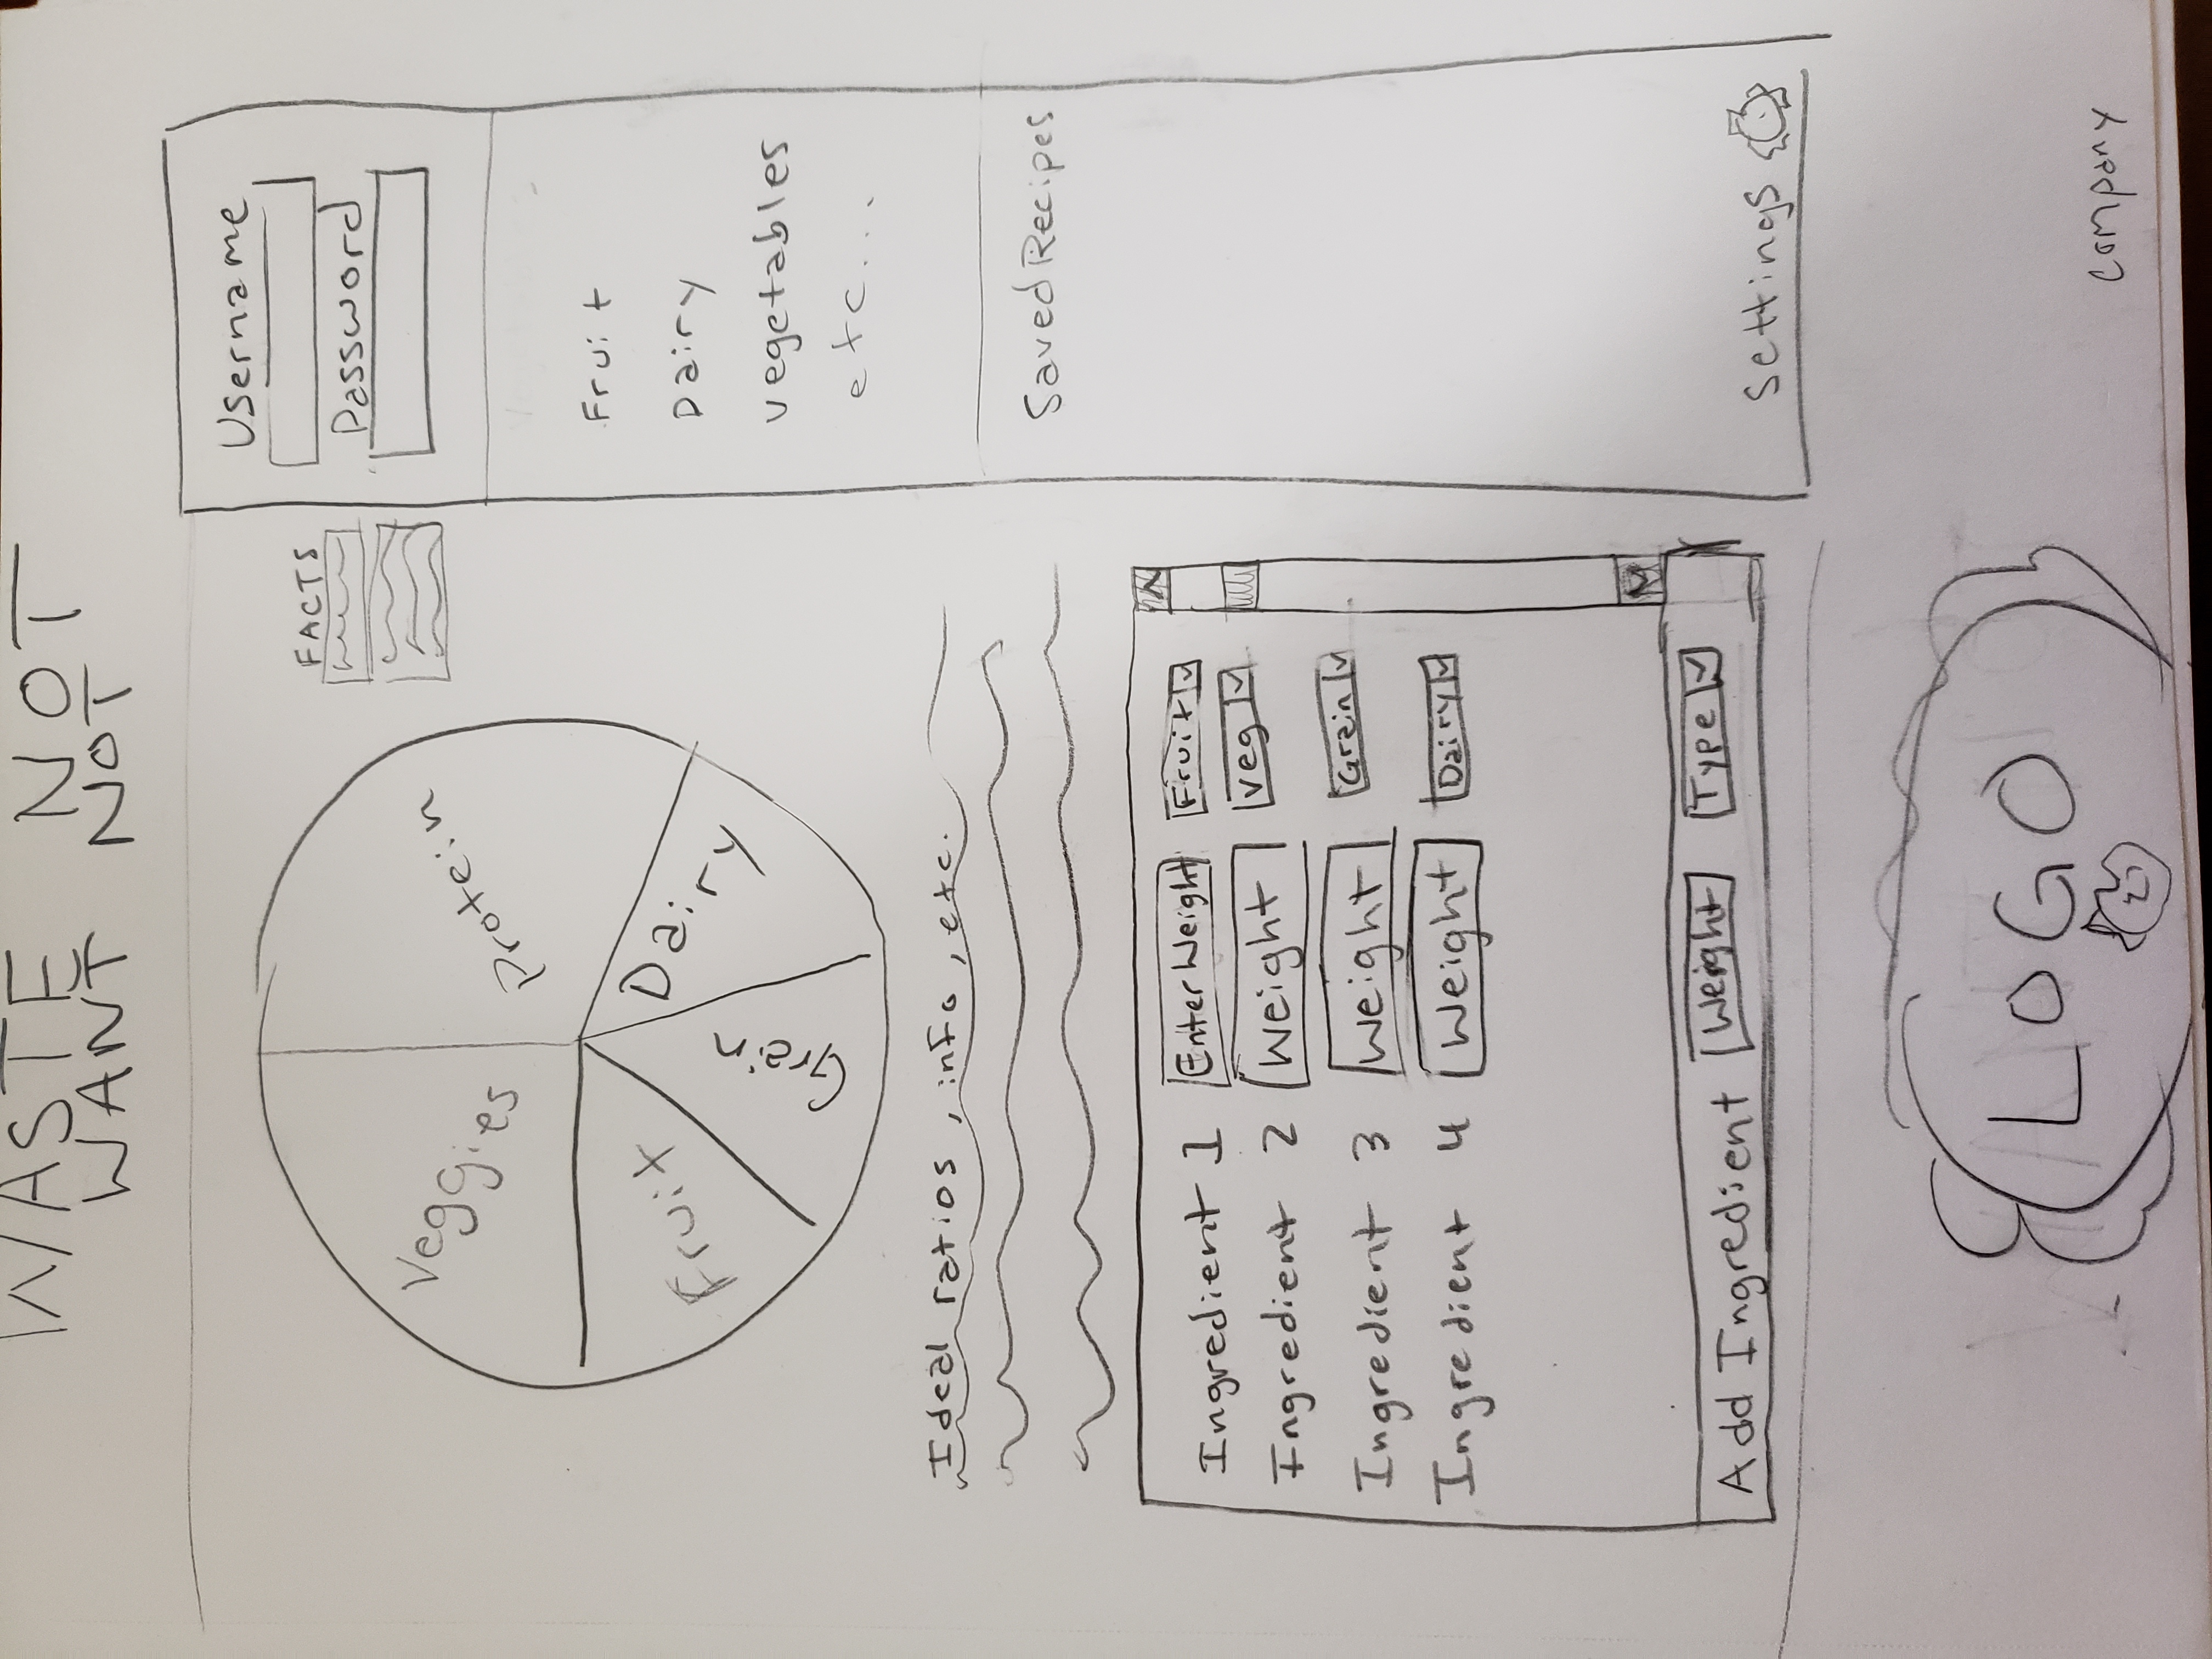 WASTE NOT
WANT NOT
Veggies
Protein
Fruit
Grain
Dairy
FACTS
Username
Password
Fruit
Dairy
vegetables
etc...
Saved Recipes
Settings
Ideal ratios, info, etc.
Ingredient 1 Enter Weight Fruit
Ingredient 2 Weight Veg
Ingredient 3 Weight Grain
Ingredient 4 Weight Dairy
Add Ingredient Weight Type
LOGO
company